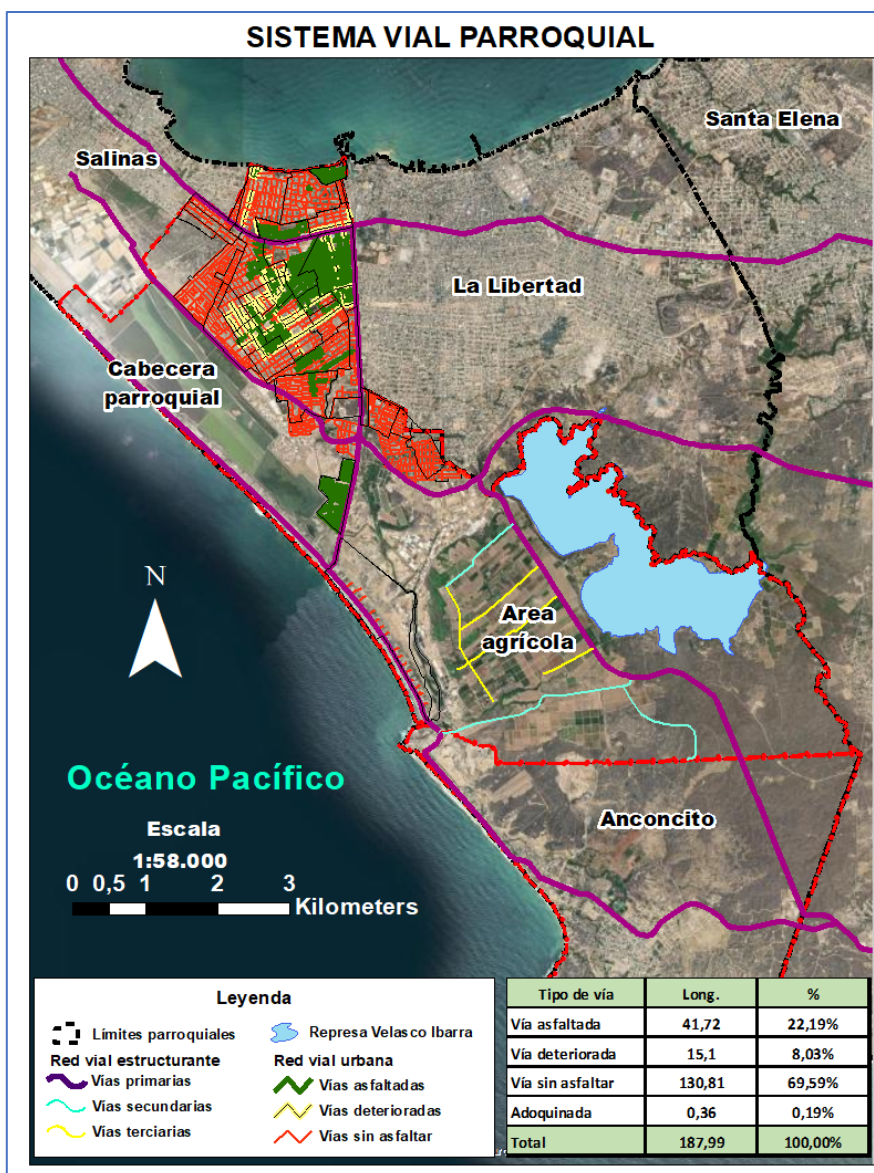 SISTEMA VIAL PARROQUIAL
Santa Elena
Salinas
La Libertad
Cabecera
parroquial
N
Area
agrícola
Océano Pacífico
Anconcito
Escala
1:58.000
0 0,5 1 2 3
Kilometers
Leyenda
Límites parroquiales
Represa Velasco Ibarra
Red vial estructurante
Red vial urbana
Vías primarias
Vías asfaltadas
Vías secundarias
Vías deterioradas
Vías terciarias
Vías sin asfaltar
Tipo de vía Long. %
Vía asfaltada 41,72 22,19%
Vía deteriorada 15,1 8,03%
Vía sin asfaltar 130,81 69,59%
Adoquinada 0,36 0,19%
Total 187,99 100,00%